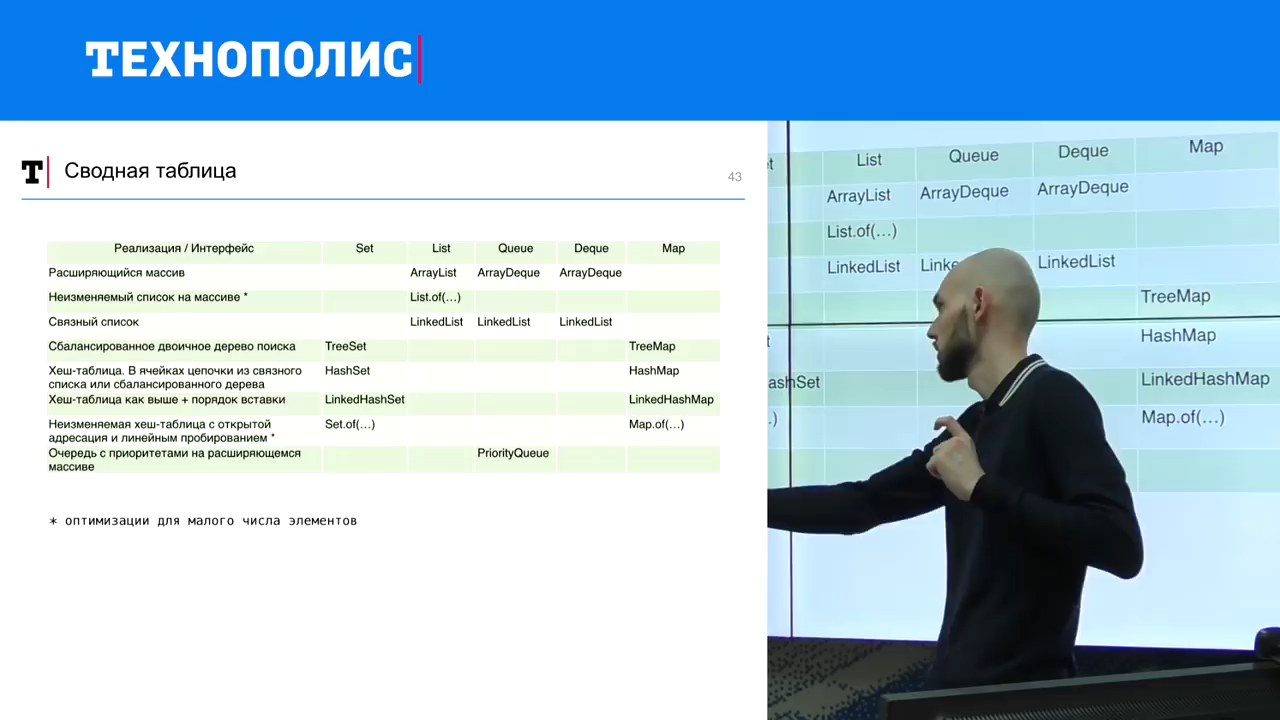 ТЕХНОПОЛИС
Т Сводная таблица
43
Реализация / Интерфейс Set List Queue Deque Map
Расширяющийся массив ArrayList ArrayDeque ArrayDeque
Неизменяемый список на массиве * List.of(…)
Связный список LinkedList LinkedList LinkedList
Сбалансированное двоичное дерево поиска TreeSet TreeMap
Хеш-таблица. В ячейках цепочки из связного
списка или сбалансированного дерева HashSet HashMap
Хеш-таблица как выше + порядок вставки LinkedHashSet LinkedHashMap
Неизменяемая хеш-таблица с открытой
адресация и линейным пробированием * Set.of(…) Map.of(…)
Очередь с приоритетами на расширяющемся
массиве PriorityQueue
* оптимизации для малого числа элементов
List Queue Deque Map
ArrayList ArrayDeque ArrayDeque
List.of(…)
LinkedList LinkedList
TreeMap
HashMap
LinkedHashMap
Map.of(…)